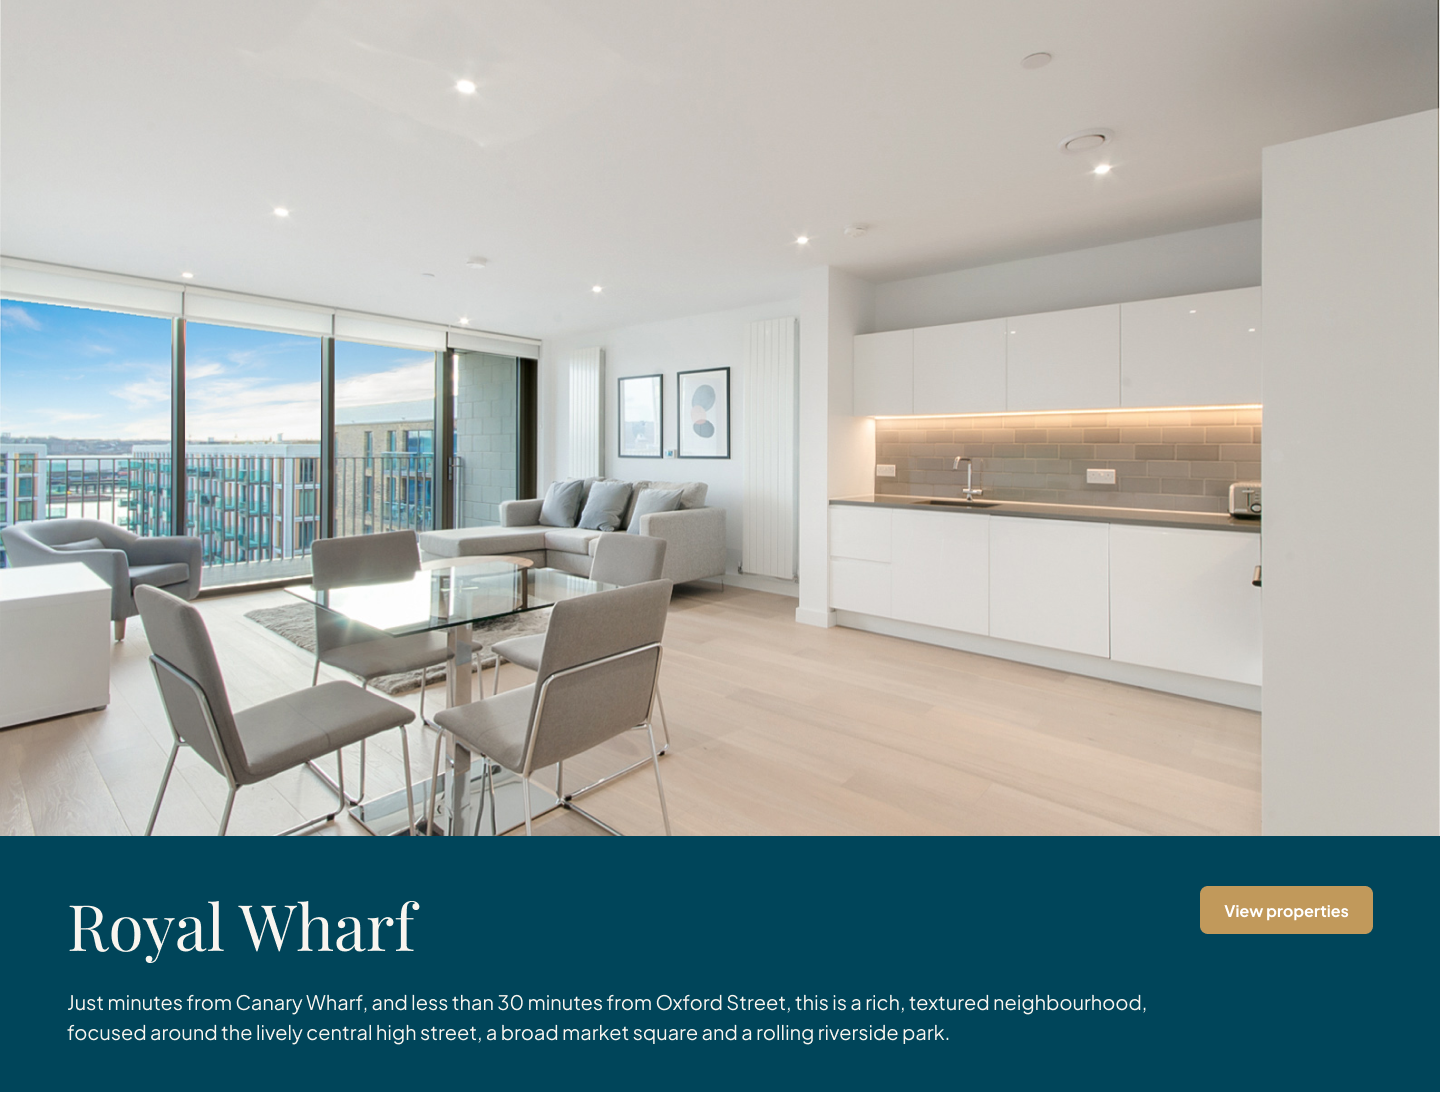 Royal Wharf
View properties
Just minutes from Canary Wharf, and less than 30 minutes from Oxford Street, this is a rich, textured neighbourhood,
focused around the lively central high street, a broad market square and a rolling riverside park.